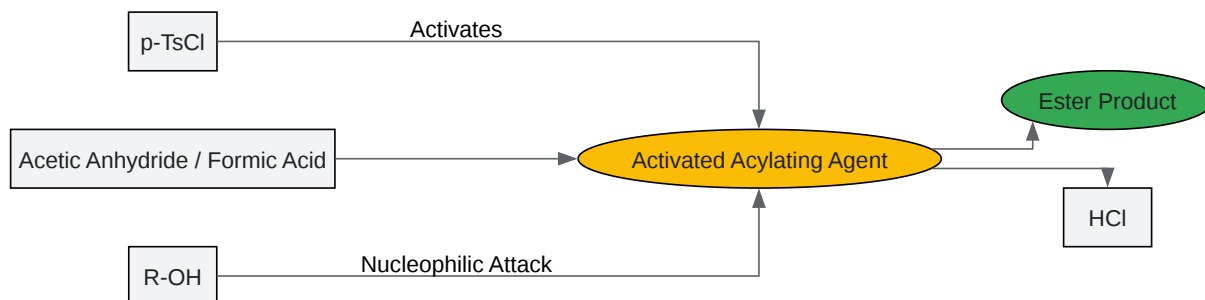 p-TsCl
Activates
Acetic Anhydride / Formic Acid
Activated Acylating Agent
Ester Product
HCl
R-OH
Nucleophilic Attack